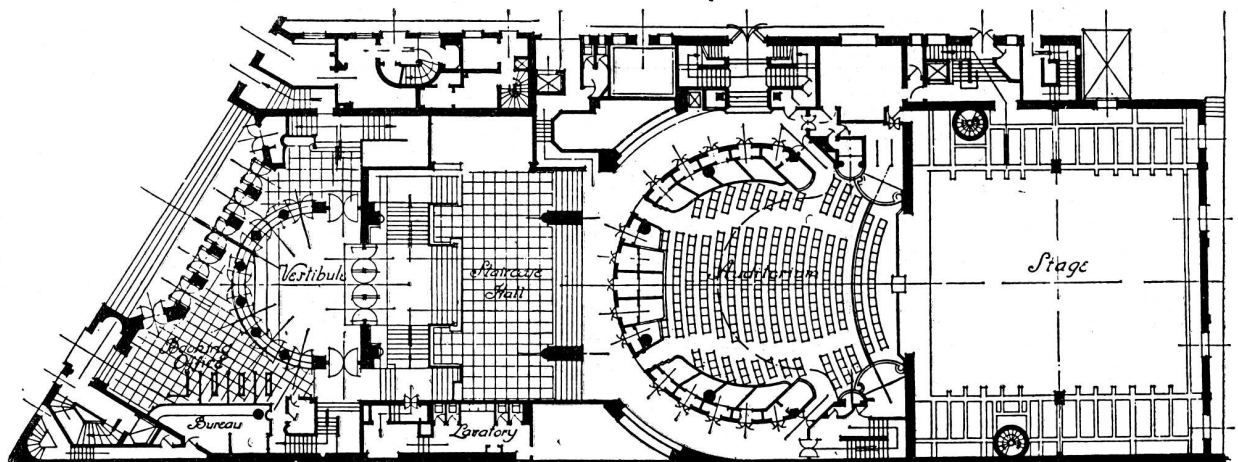 Vestibule
Staircase
Hall
Auditorium
Stage
Booking
Office
Bureau
Lavatory